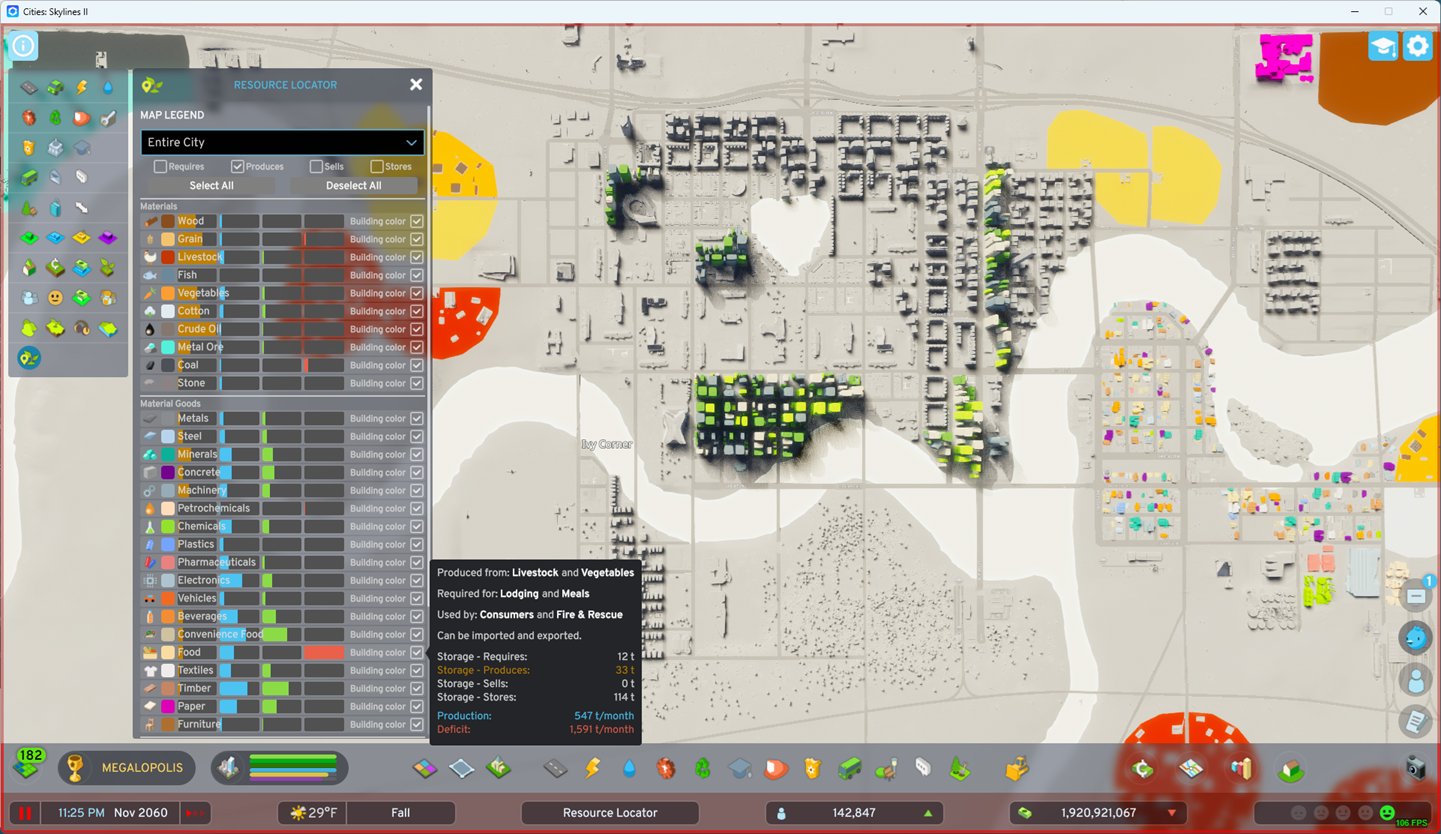 Cities: Skylines II
RESOURCE LOCATOR
MAP LEGEND
Entire City
Requires Produces Sells Stores
Select All Deselect All
Materials
Wood Building color
Grain Building color
Livestock Building color
Fish Building color
Vegetables Building color
Cotton Building color
Crude Oil Building color
Metal Ore Building color
Coal Building color
Stone Building color
Material Goods
Metals Building color
Steel Building color
Minerals Building color
Concrete Building color
Machinery Building color
Petrochemicals Building color
Chemicals Building color
Plastics Building color
Pharmaceuticals Building color
Electronics Building color
Vehicles Building color
Beverages Building color
Convenience Food Building color
Food Building color
Textiles Building color
Timber Building color
Paper Building color
Furniture Building color
Ivy Corner
Produced from: Livestock and Vegetables
Required for: Lodging and Meals
Used by: Consumers and Fire & Rescue
Can be imported and exported.
Storage - Requires: 12 t
Storage - Produces: 33 t
Storage - Sells: 0 t
Storage - Stores: 114 t
Production: 547 t/month
Deficit: 1,591 t/month
1
182
MEGALOPOLIS
11:25 PM Nov 2060
29°F Fall
Resource Locator
142,847
1,920,921,067
106 FPS